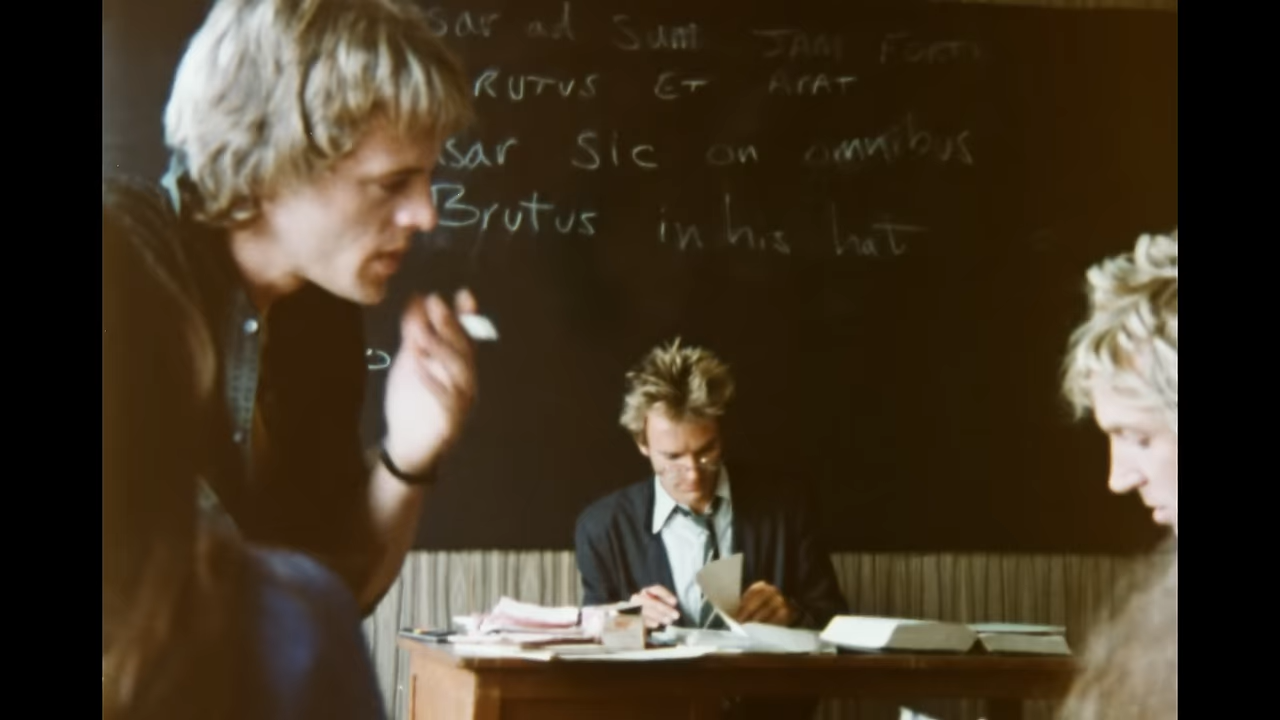 sar ad sum JAM FORTE
RUTUS ET ARAT
sar Sic on omnibus
Brutus in his hat